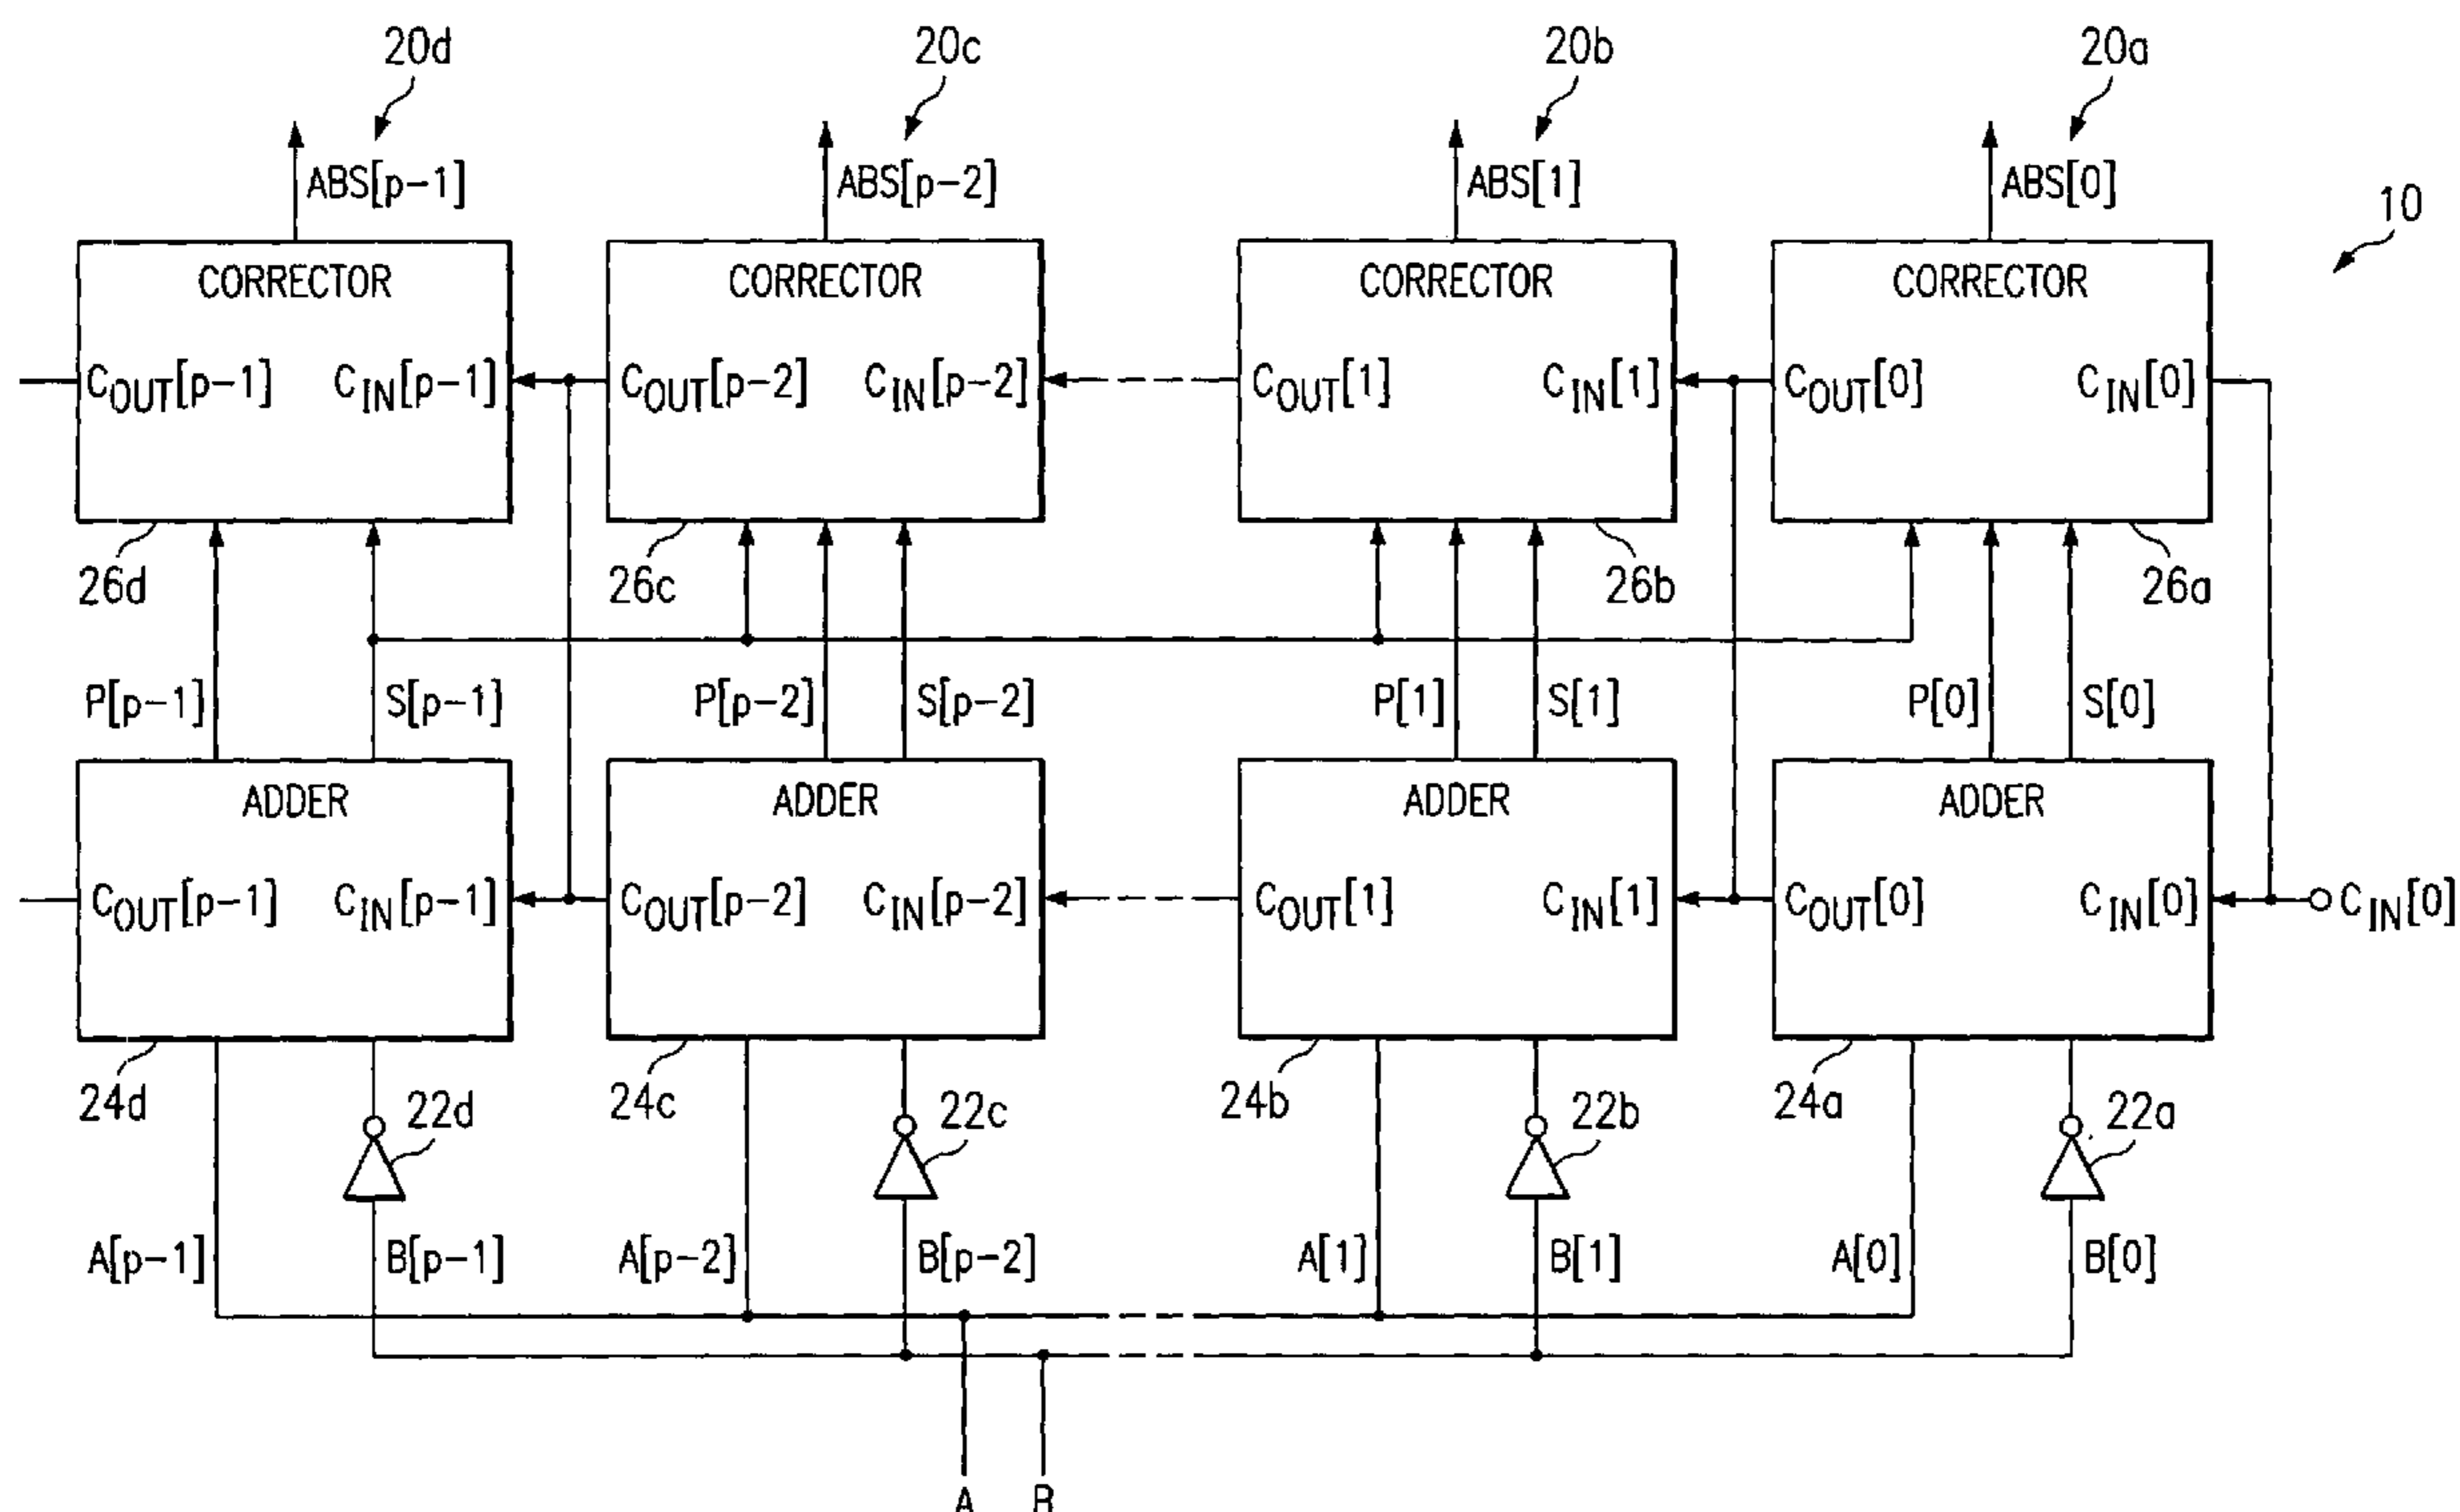 20d 20c 20b 20a
ABS[p-1] ABS[p-2] ABS[1] ABS[0]
10
CORRECTOR CORRECTOR CORRECTOR CORRECTOR
COUT[p-1] CIN[p-1] COUT[p-2] CIN[p-2] COUT[1] CIN[1] COUT[0] CIN[0]
26d 26c 26b 26a
P[p-1] S[p-1] P[p-2] S[p-2] P[1] S[1] P[0] S[0]
ADDER ADDER ADDER ADDER
COUT[p-1] CIN[p-1] COUT[p-2] CIN[p-2] COUT[1] CIN[1] COUT[0] CIN[0] CIN[0]
24d 22d 24c 22c 24b 22b 24a 22a
A[p-1] B[p-1] A[p-2] B[p-2] A[1] B[1] A[0] B[0]
A B